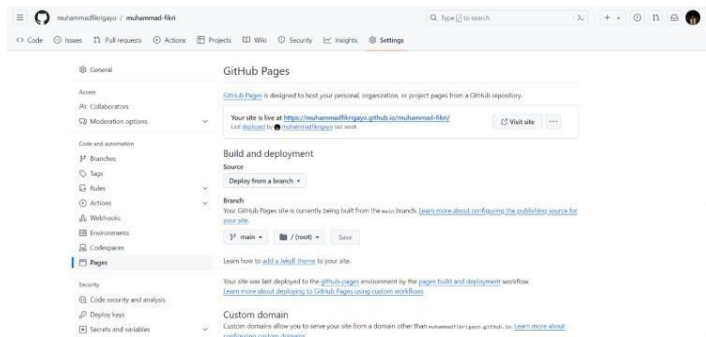 muhammadfikrigayo / muhammad-fikri
Type / to search
Code Issues Pull requests Actions Projects Wiki Security Insights Settings
General
Access
Collaborators
Moderation options
Code and automation
Branches
Tags
Rules
Actions
Webhooks
Environments
Codespaces
Pages
Security
Code security and analysis
Deploy keys
Secrets and variables
GitHub Pages
GitHub Pages is designed to host your personal, organization, or project pages from a GitHub repository.
Your site is live at https://muhammadfikrigayo.github.io/muhammad-fikri/
Last deployed by muhammadfikrigayo last week
Visit site
Build and deployment
Source
Deploy from a branch
Branch
Your GitHub Pages site is currently being built from the main branch. Learn more about configuring the publishing source for
your site.
main / (root) Save
Learn how to add a Jekyll theme to your site.
Your site was last deployed to the github-pages environment by the pages build and deployment workflow.
Learn more about deploying to GitHub Pages using custom workflows
Custom domain
Custom domains allow you to serve your site from a domain other than muhammadfikrigayo.github.io. Learn more about
configuring custom domains.